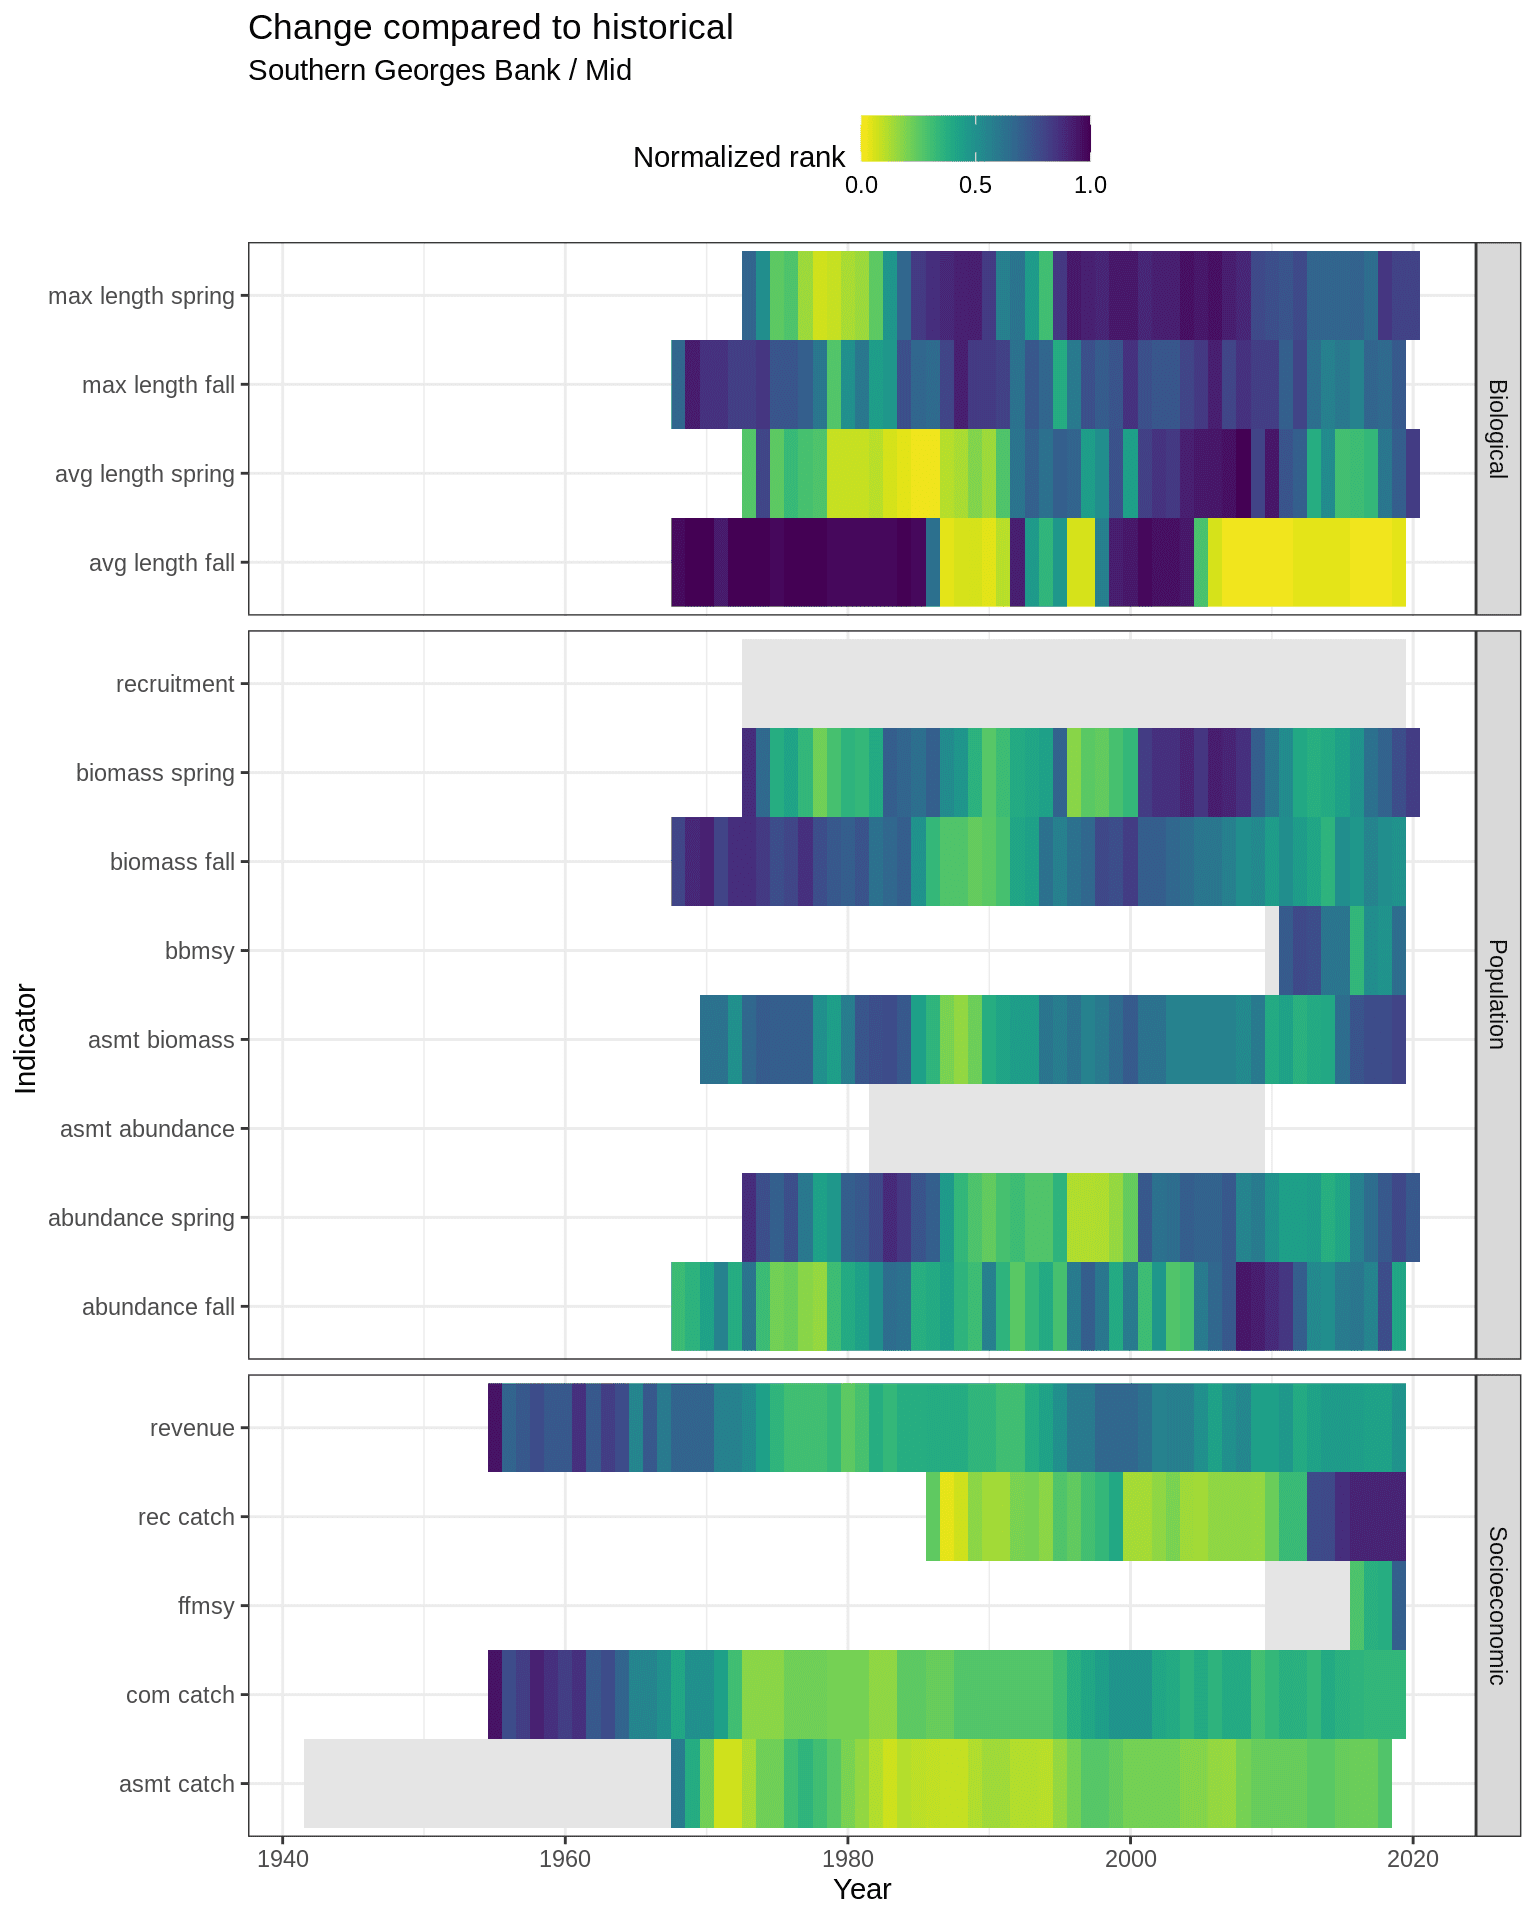 Change compared to historical
Southern Georges Bank / Mid
Normalized rank
0.0 0.5 1.0
max length spring
max length fall
avg length spring
avg length fall
Biological
recruitment
biomass spring
biomass fall
bbmsy
asmt biomass
asmt abundance
abundance spring
abundance fall
Population
revenue
rec catch
ffmsy
com catch
asmt catch
Socioeconomic
Indicator
1940 1960 1980 2000 2020
Year